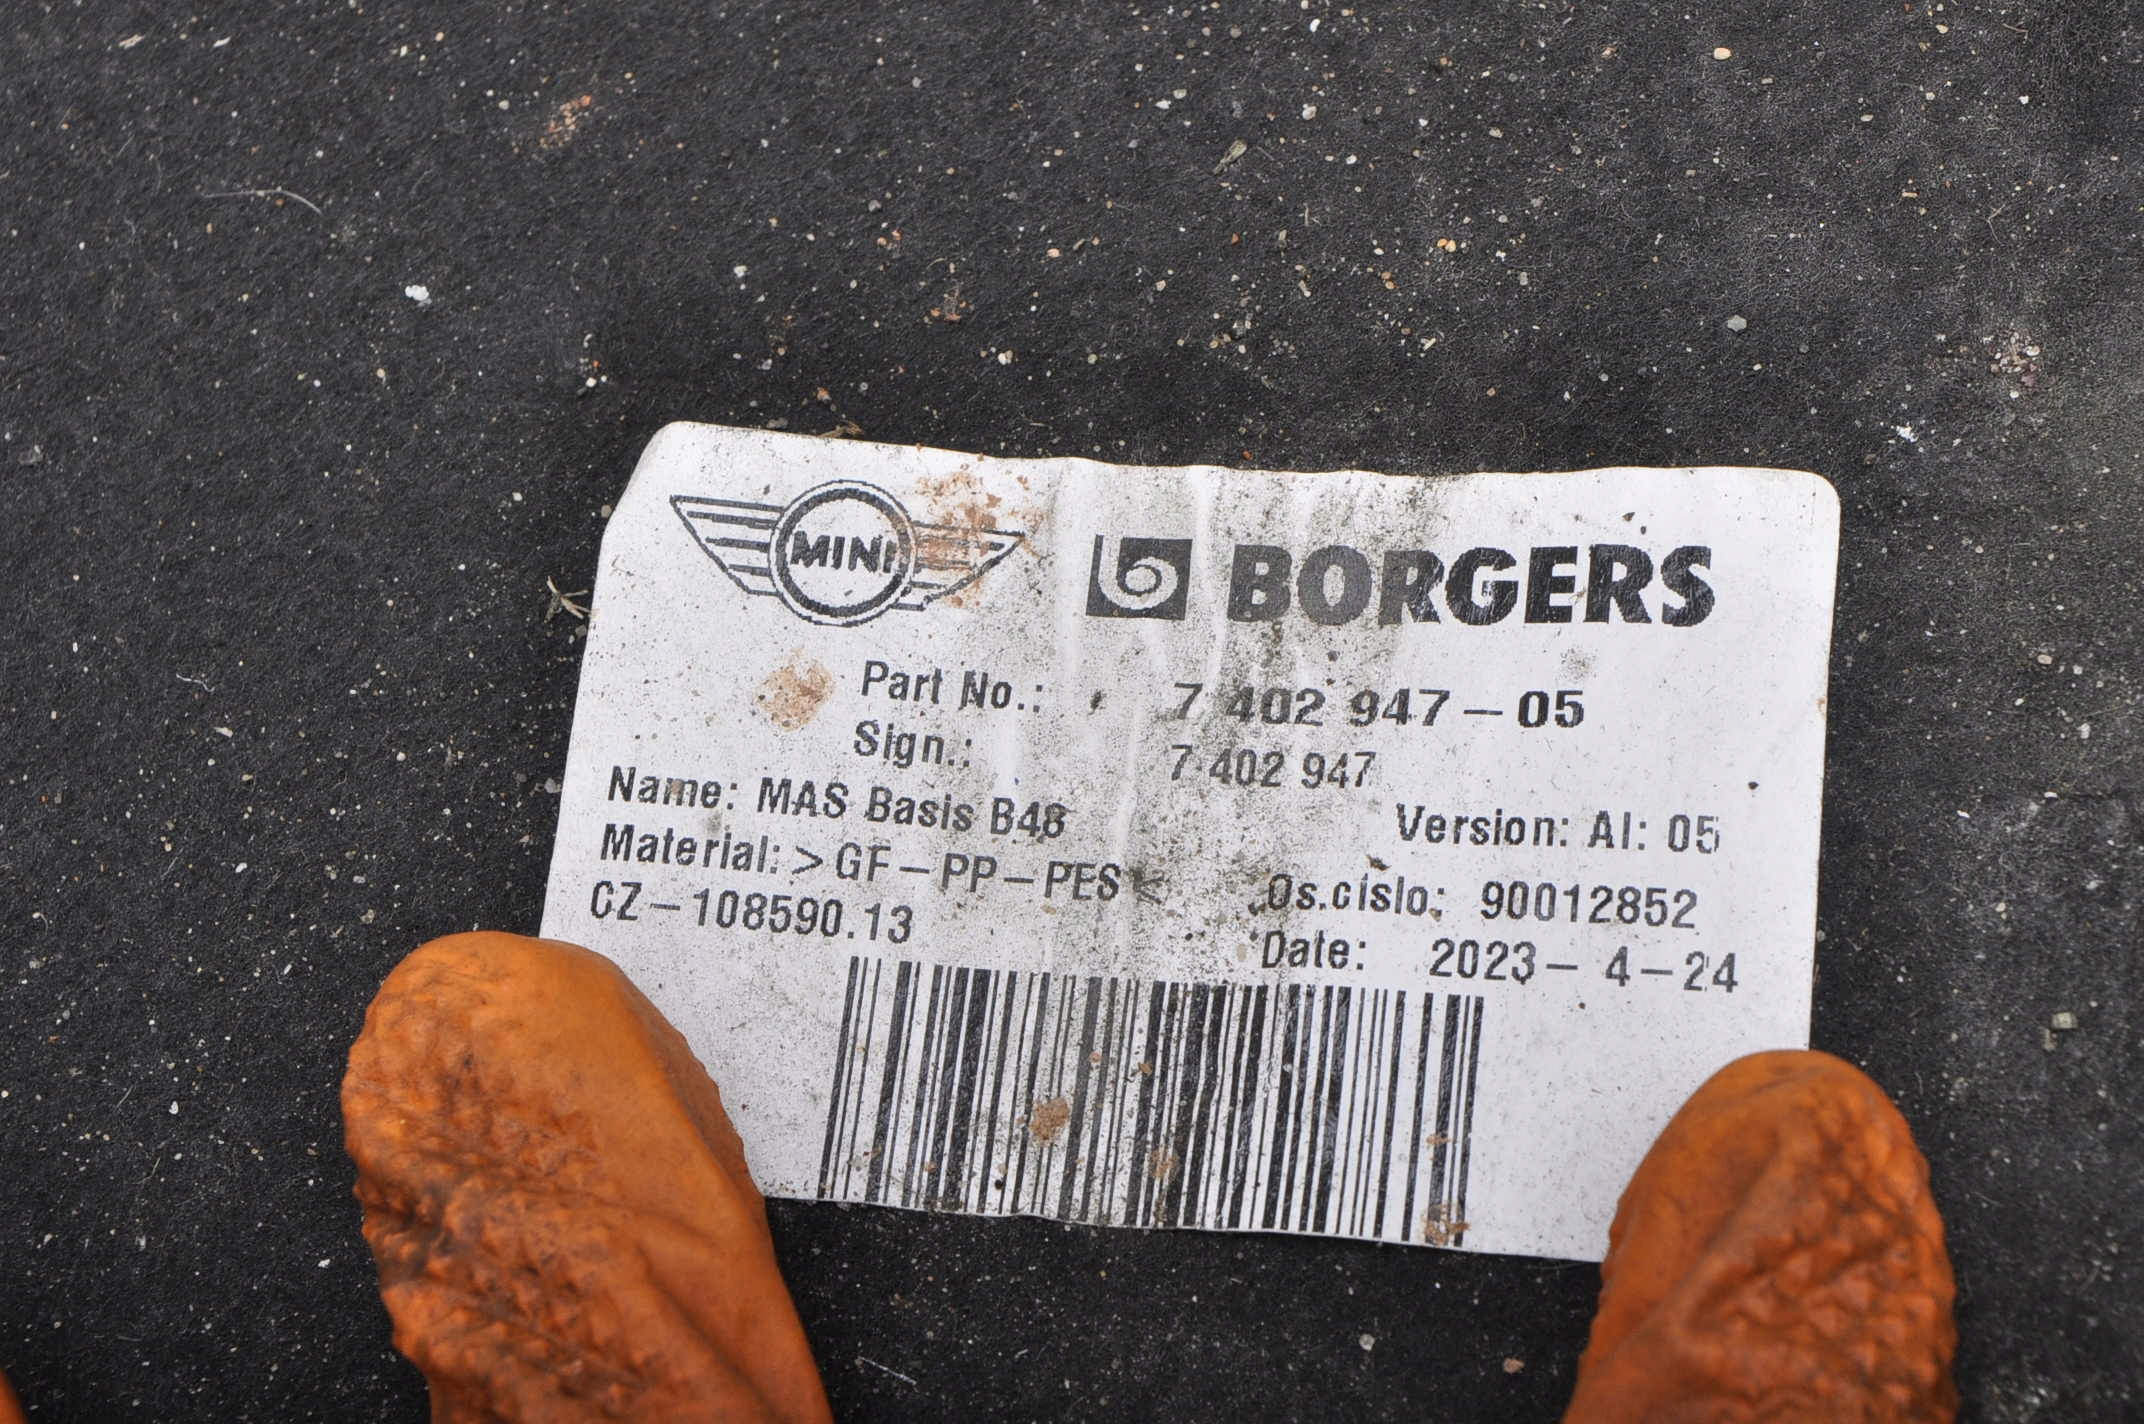 MINI BORGERS
Part No.: 7 402 947-05
Sign.: 7 402 947
Name: MAS Basis B48 Version: AI: 05
Material: >GF-PP-PES< Os.cislo: 90012852
CZ-108590.13 Date: 2023- 4-24